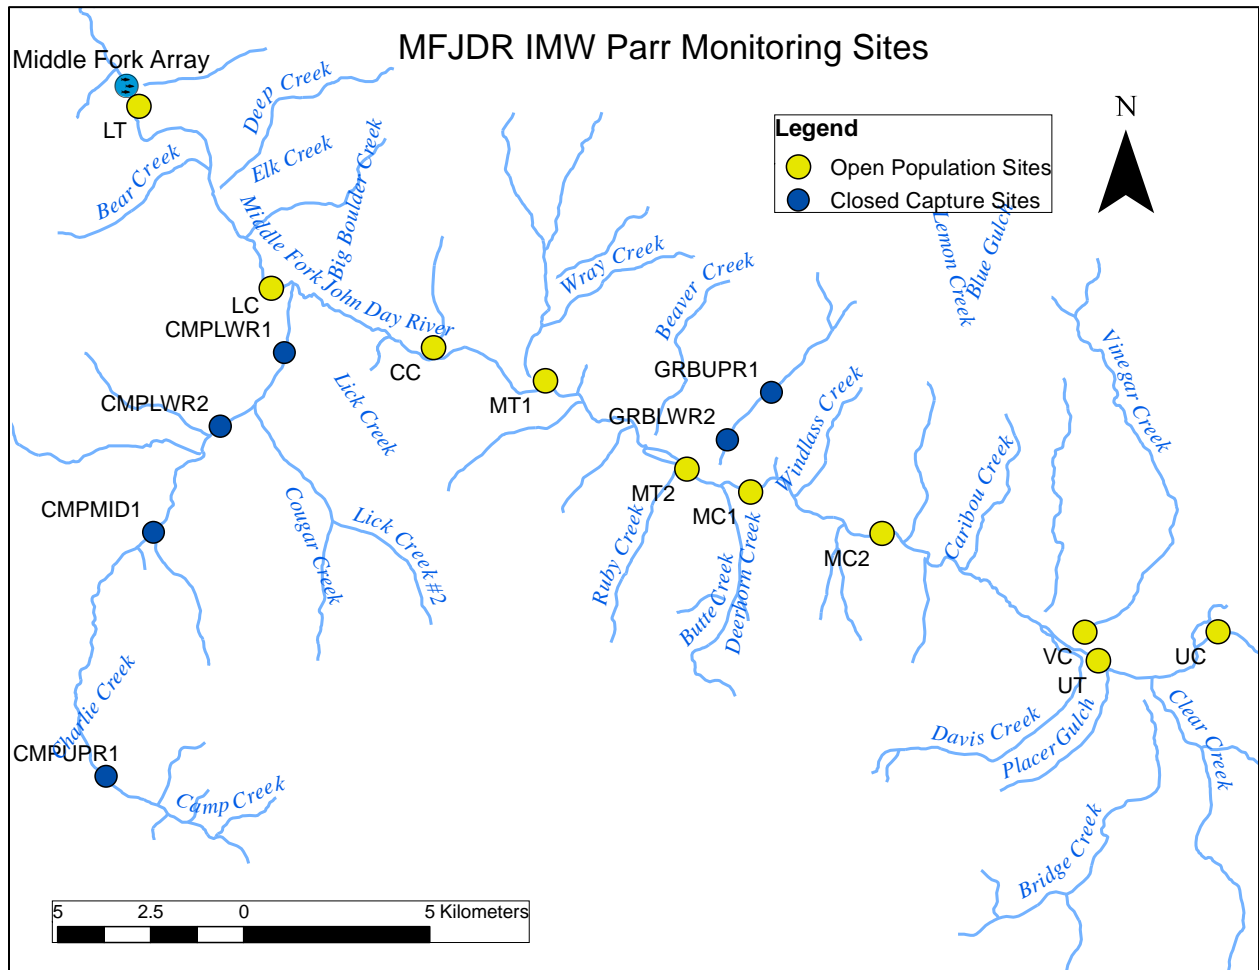 MFJDR IMW Parr Monitoring Sites
Middle Fork Array
LT
Deep Creek
Elk Creek
Bear Creek
Big Boulder Creek
Middle Fork John Day River
N
Legend
Open Population Sites
Closed Capture Sites
Lemon Creek
Blue Gulch
Wray Creek
Beaver Creek
LC
CMPLWR1
CC
MT1
GRBUPR1
Vinegar Creek
Lick Creek
CMPLWR2
GRBLWR2
Windlass Creek
MT2
MC1
Caribou Creek
CMPMID1
Cougar Creek
Lick Creek #2
Ruby Creek
Butte Creek
Deerhorn Creek
MC2
VC
UT
UC
Charlie Creek
CMPUPR1
Camp Creek
Davis Creek
Placer Gulch
Clear Creek
Bridge Creek
5 2.5 0 5 Kilometers